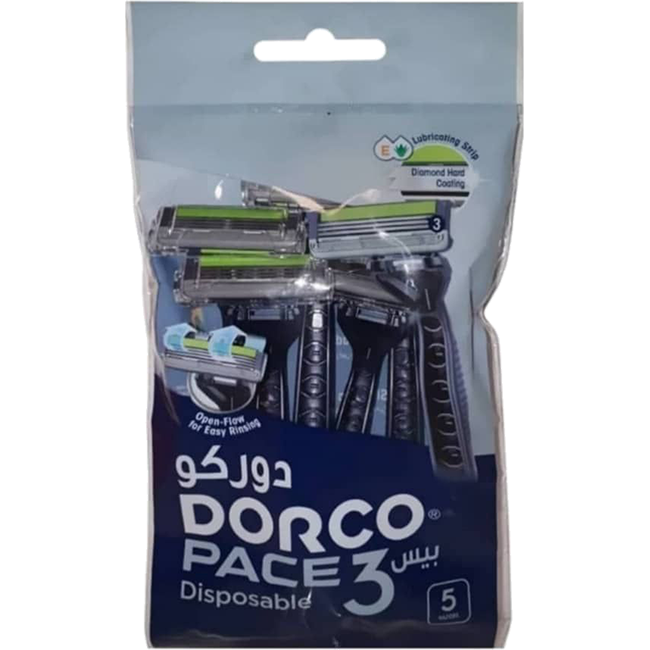 E
Lubricating Strip
Diamond Hard
Coating
3
Open-Flow
for Easy Rinsing
دوركو
DORCO®
PACE 3 بيس
Disposable
5